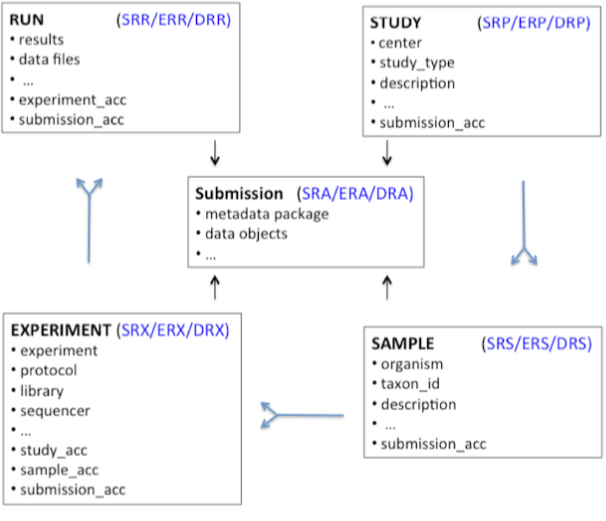 RUN (SRR/ERR/DRR)
• results
• data files
• ...
• experiment_acc
• submission_acc
STUDY (SRP/ERP/DRP)
• center
• study_type
• description
• ...
• submission_acc
Submission (SRA/ERA/DRA)
• metadata package
• data objects
• ...
EXPERIMENT (SRX/ERX/DRX)
• experiment
• protocol
• library
• sequencer
• ...
• study_acc
• sample_acc
• submission_acc
SAMPLE (SRS/ERS/DRS)
• organism
• taxon_id
• description
• ...
• submission_acc